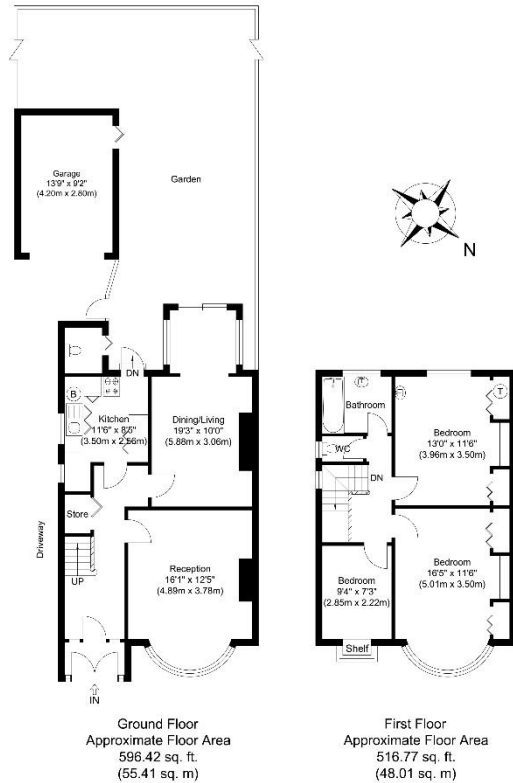 Garage
13'9" x 9'2"
(4.20m x 2.80m)
Garden
N
DN
B
Kitchen
11'6" x 8'5"
(3.50m x 2.56m)
Dining/Living
19'3" x 10'0"
(5.88m x 3.06m)
Store
Driveway
UP
Reception
16'1" x 12'5"
(4.89m x 3.78m)
IN
Bathroom
T
Bedroom
13'0" x 11'6"
(3.96m x 3.50m)
WC
DN
Bedroom
16'5" x 11'6"
(5.01m x 3.50m)
Bedroom
9'4" x 7'3"
(2.85m x 2.22m)
Shelf
Ground Floor
Approximate Floor Area
596.42 sq. ft.
(55.41 sq. m)
First Floor
Approximate Floor Area
516.77 sq. ft.
(48.01 sq. m)